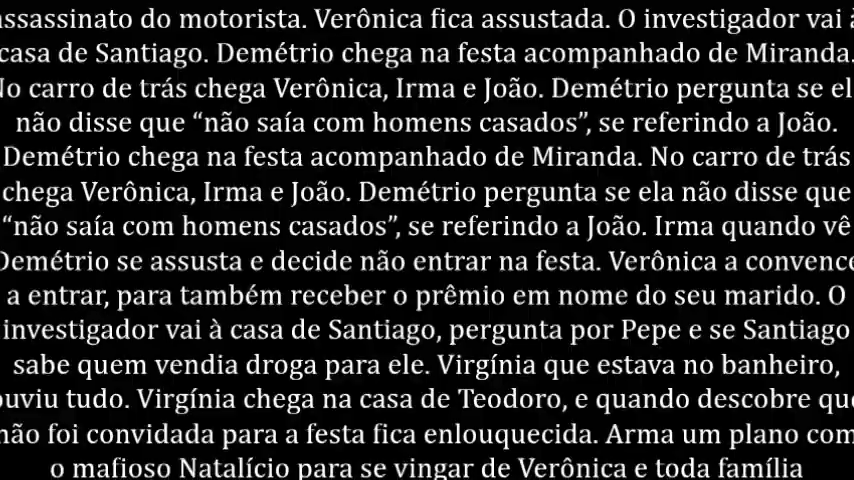 assassinato do motorista. Verônica fica assustada. O investigador vai à
casa de Santiago. Demétrio chega na festa acompanhado de Miranda.
No carro de trás chega Verônica, Irma e João. Demétrio pergunta se el
não disse que “não saía com homens casados”, se referindo a João.
Demétrio chega na festa acompanhado de Miranda. No carro de trás
chega Verônica, Irma e João. Demétrio pergunta se ela não disse que
“não saía com homens casados”, se referindo a João. Irma quando vê
Demétrio se assusta e decide não entrar na festa. Verônica a convence
a entrar, para também receber o prêmio em nome do seu marido. O
investigador vai à casa de Santiago, pergunta por Pepe e se Santiago
sabe quem vendia droga para ele. Virgínia que estava no banheiro,
ouviu tudo. Virgínia chega na casa de Teodoro, e quando descobre que
não foi convidada para a festa fica enlouquecida. Arma um plano com
o mafioso Natalício para se vingar de Verônica e toda família